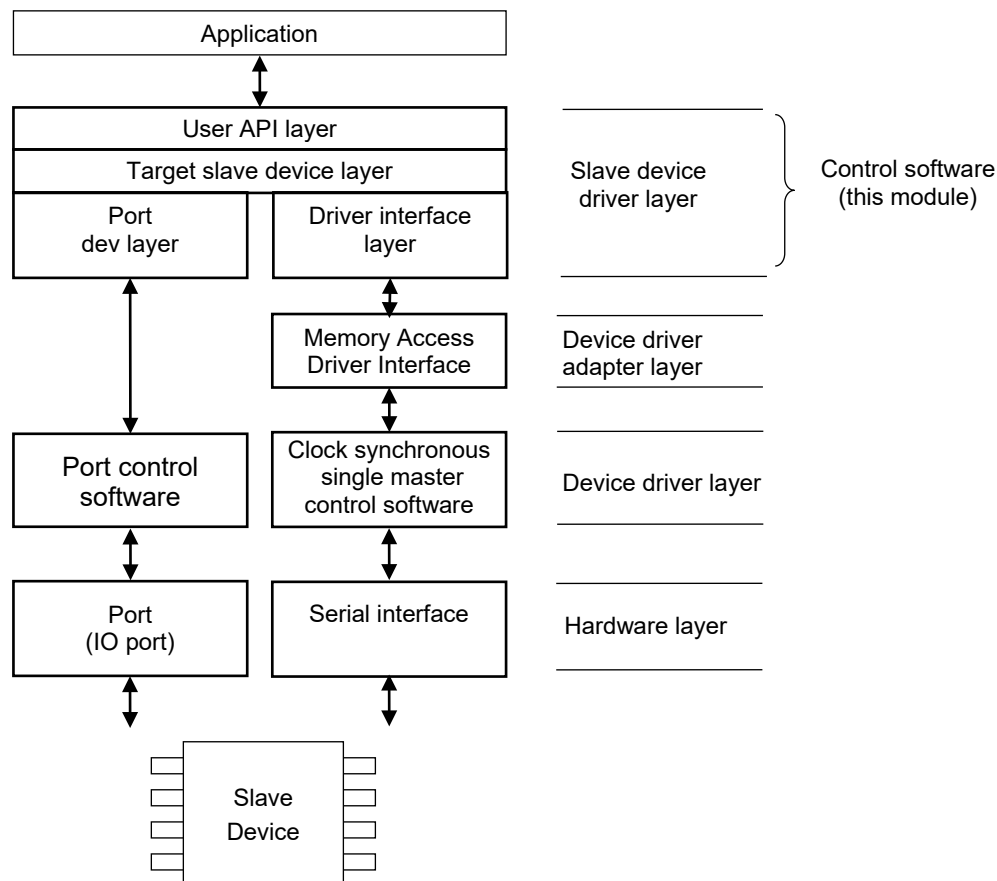 Application
User API layer
Target slave device layer
Port
dev layer
Driver interface
layer
Slave device
driver layer
Control software
(this module)
Memory Access
Driver Interface
Device driver
adapter layer
Port control
software
Clock synchronous
single master
control software
Device driver layer
Port
(IO port)
Serial interface
Hardware layer
Slave
Device